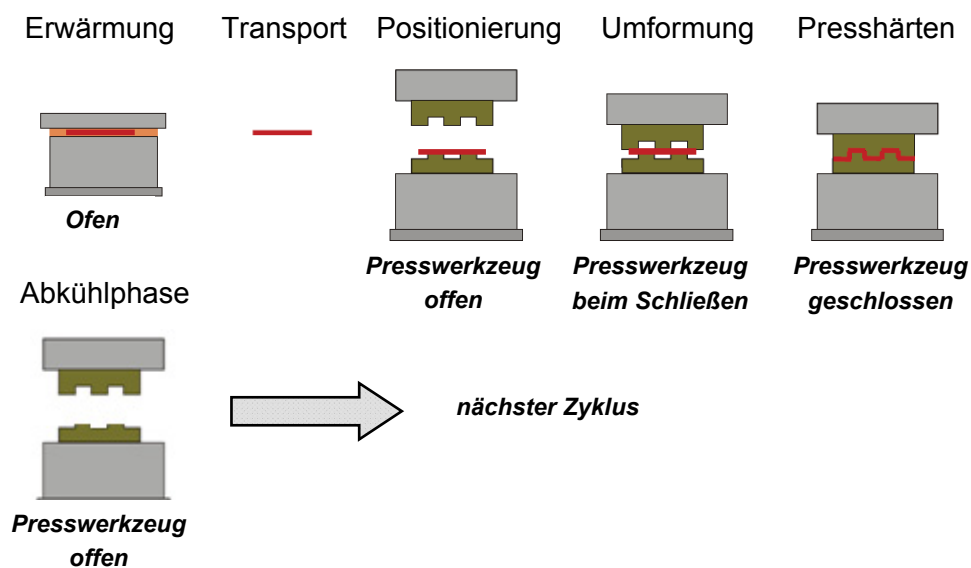 Erwärmung
Transport
Positionierung
Umformung
Presshärten
Ofen
Presswerkzeug
offen
Presswerkzeug
beim Schließen
Presswerkzeug
geschlossen
Abkühlphase
nächster Zyklus
Presswerkzeug
offen